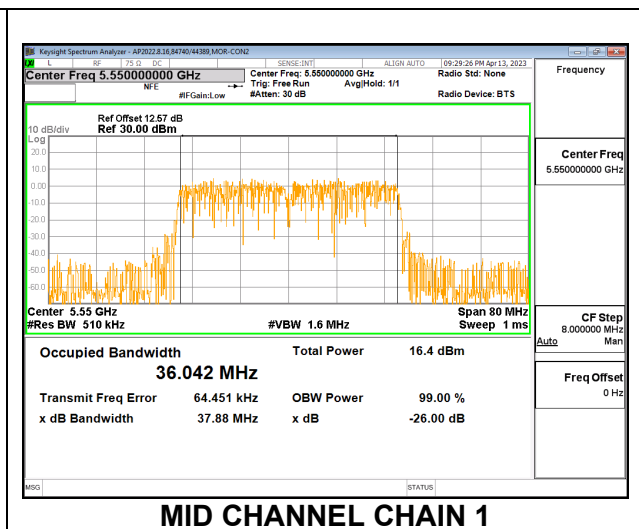 Keysight Spectrum Analyzer - AP2022.8.16,84740/44389,MOR-CON2
L RF 75 Ω DC SENSE:INT ALIGN AUTO 09:29:26 PM Apr 13, 2023
Center Freq 5.550000000 GHz Center Freq: 5.550000000 GHz Radio Std: None Frequency
NFE Trig: Free Run Avg|Hold: 1/1
#IFGain:Low #Atten: 30 dB Radio Device: BTS
Ref Offset 12.57 dB
10 dB/div Ref 30.00 dBm
Log
20.0
10.0
0.00
-10.0
-20.0
-30.0
-40.0
-50.0
-60.0
Center Freq
5.550000000 GHz
Center 5.55 GHz Span 80 MHz
#Res BW 510 kHz #VBW 1.6 MHz Sweep 1 ms
CF Step
8.000000 MHz
Auto Man
Occupied Bandwidth Total Power 16.4 dBm
36.042 MHz
Transmit Freq Error 64.451 kHz OBW Power 99.00 %
x dB Bandwidth 37.88 MHz x dB -26.00 dB
Freq Offset
0 Hz
MSG STATUS
MID CHANNEL CHAIN 1